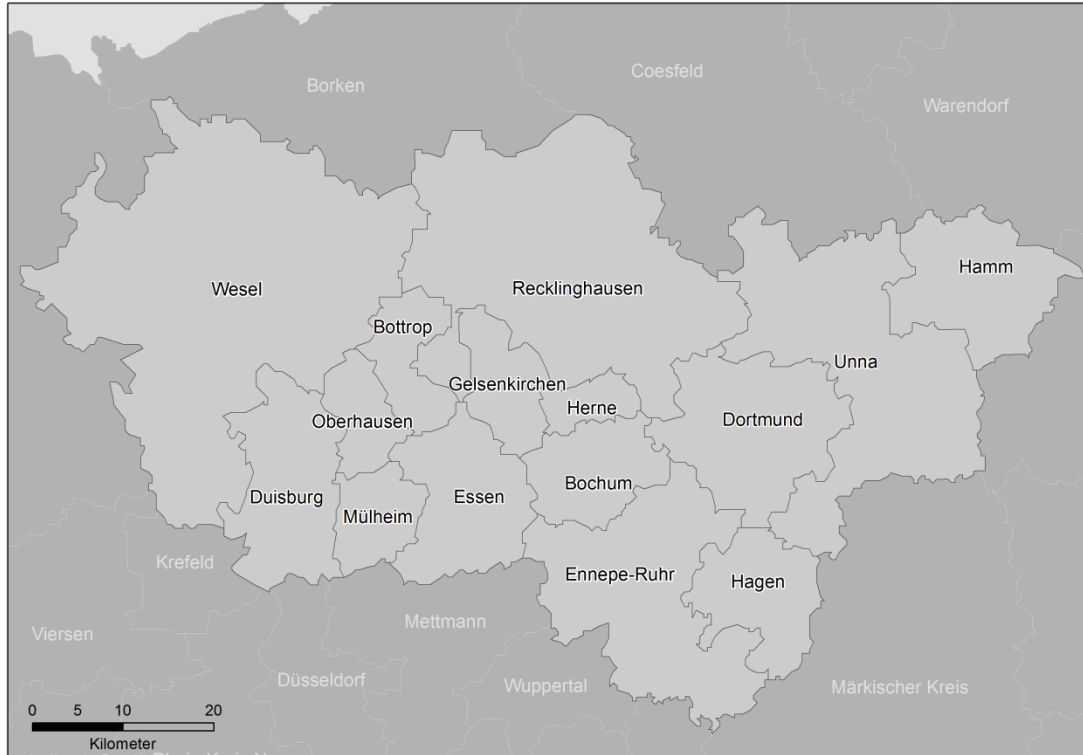 Borken
Coesfeld
Warendorf
Wesel
Recklinghausen
Hamm
Bottrop
Unna
Gelsenkirchen
Herne
Oberhausen
Dortmund
Duisburg
Mülheim
Essen
Bochum
Krefeld
Ennepe-Ruhr
Hagen
Viersen
Mettmann
Düsseldorf
Wuppertal
Märkischer Kreis
0 5 10 20
Kilometer